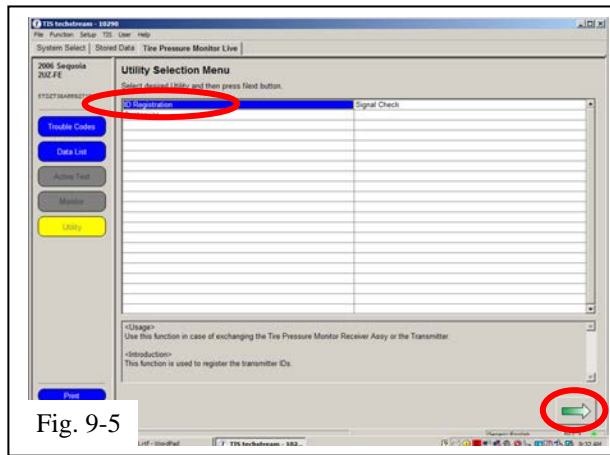 TIS techstream - 10290
File Function Setup TIS User Help
System Select Stored Data Tire Pressure Monitor Live
2006 Sequoia
2UZ-FE
Utility Selection Menu
Select desired Utility and then press Next button.
ID Registration Signal Check
Trouble Codes
Data List
Active Test
Monitor
Utility
<Usage>
Use this function in case of exchanging the Tire Pressure Monitor Receiver Assy or the Transmitter.
<Introduction>
This function is used to register the transmitter IDs.
Print
Fig. 9-5
TIS techstream - 102...
9:32 AM